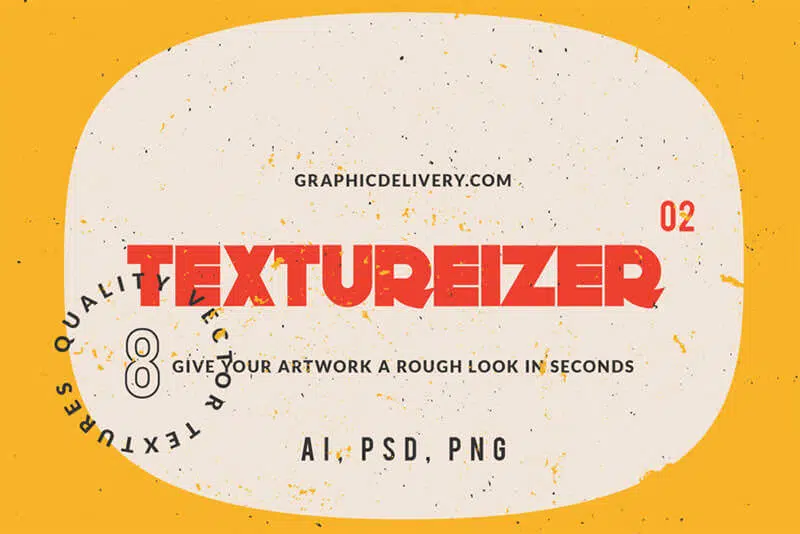 GRAPHICDELIVERY.COM
02
TEXTUREIZER
QUALITY VECTOR TEXTURES
8
GIVE YOUR ARTWORK A ROUGH LOOK IN SECONDS
AI, PSD, PNG